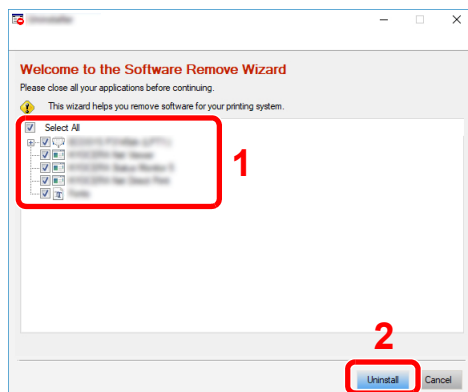 Welcome to the Software Remove Wizard
Please close all your applications before continuing.
This wizard helps you remove software for your printing system.
Select All
1
2
Uninstall
Cancel